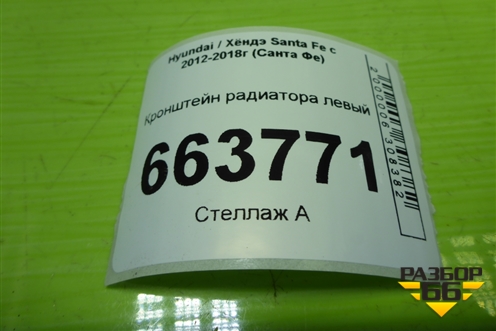 Hyundai / Хёндэ Santa Fe с
2012-2018г (Санта Фе)
Кронштейн радиатора левый
663771
Стеллаж А
2000006308382
РАЗБОР
66